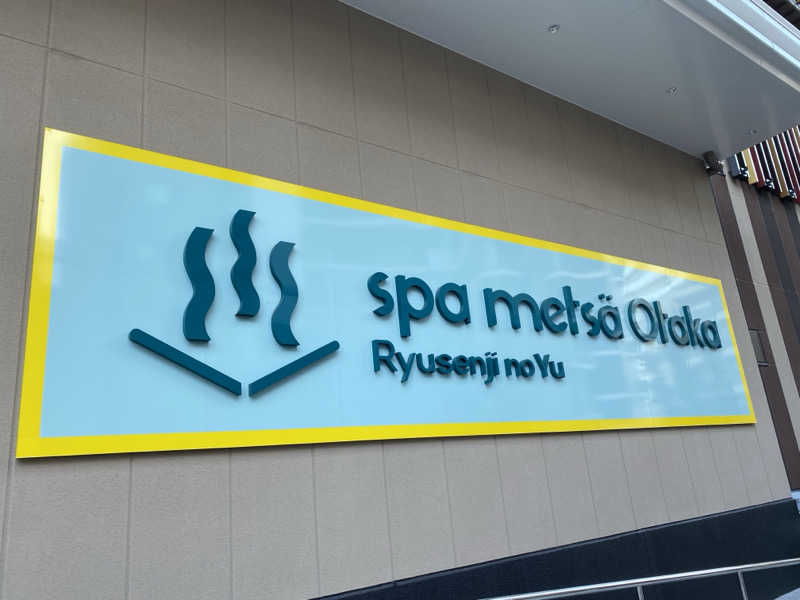 spa metsä Otaka
Ryusenji no Yu